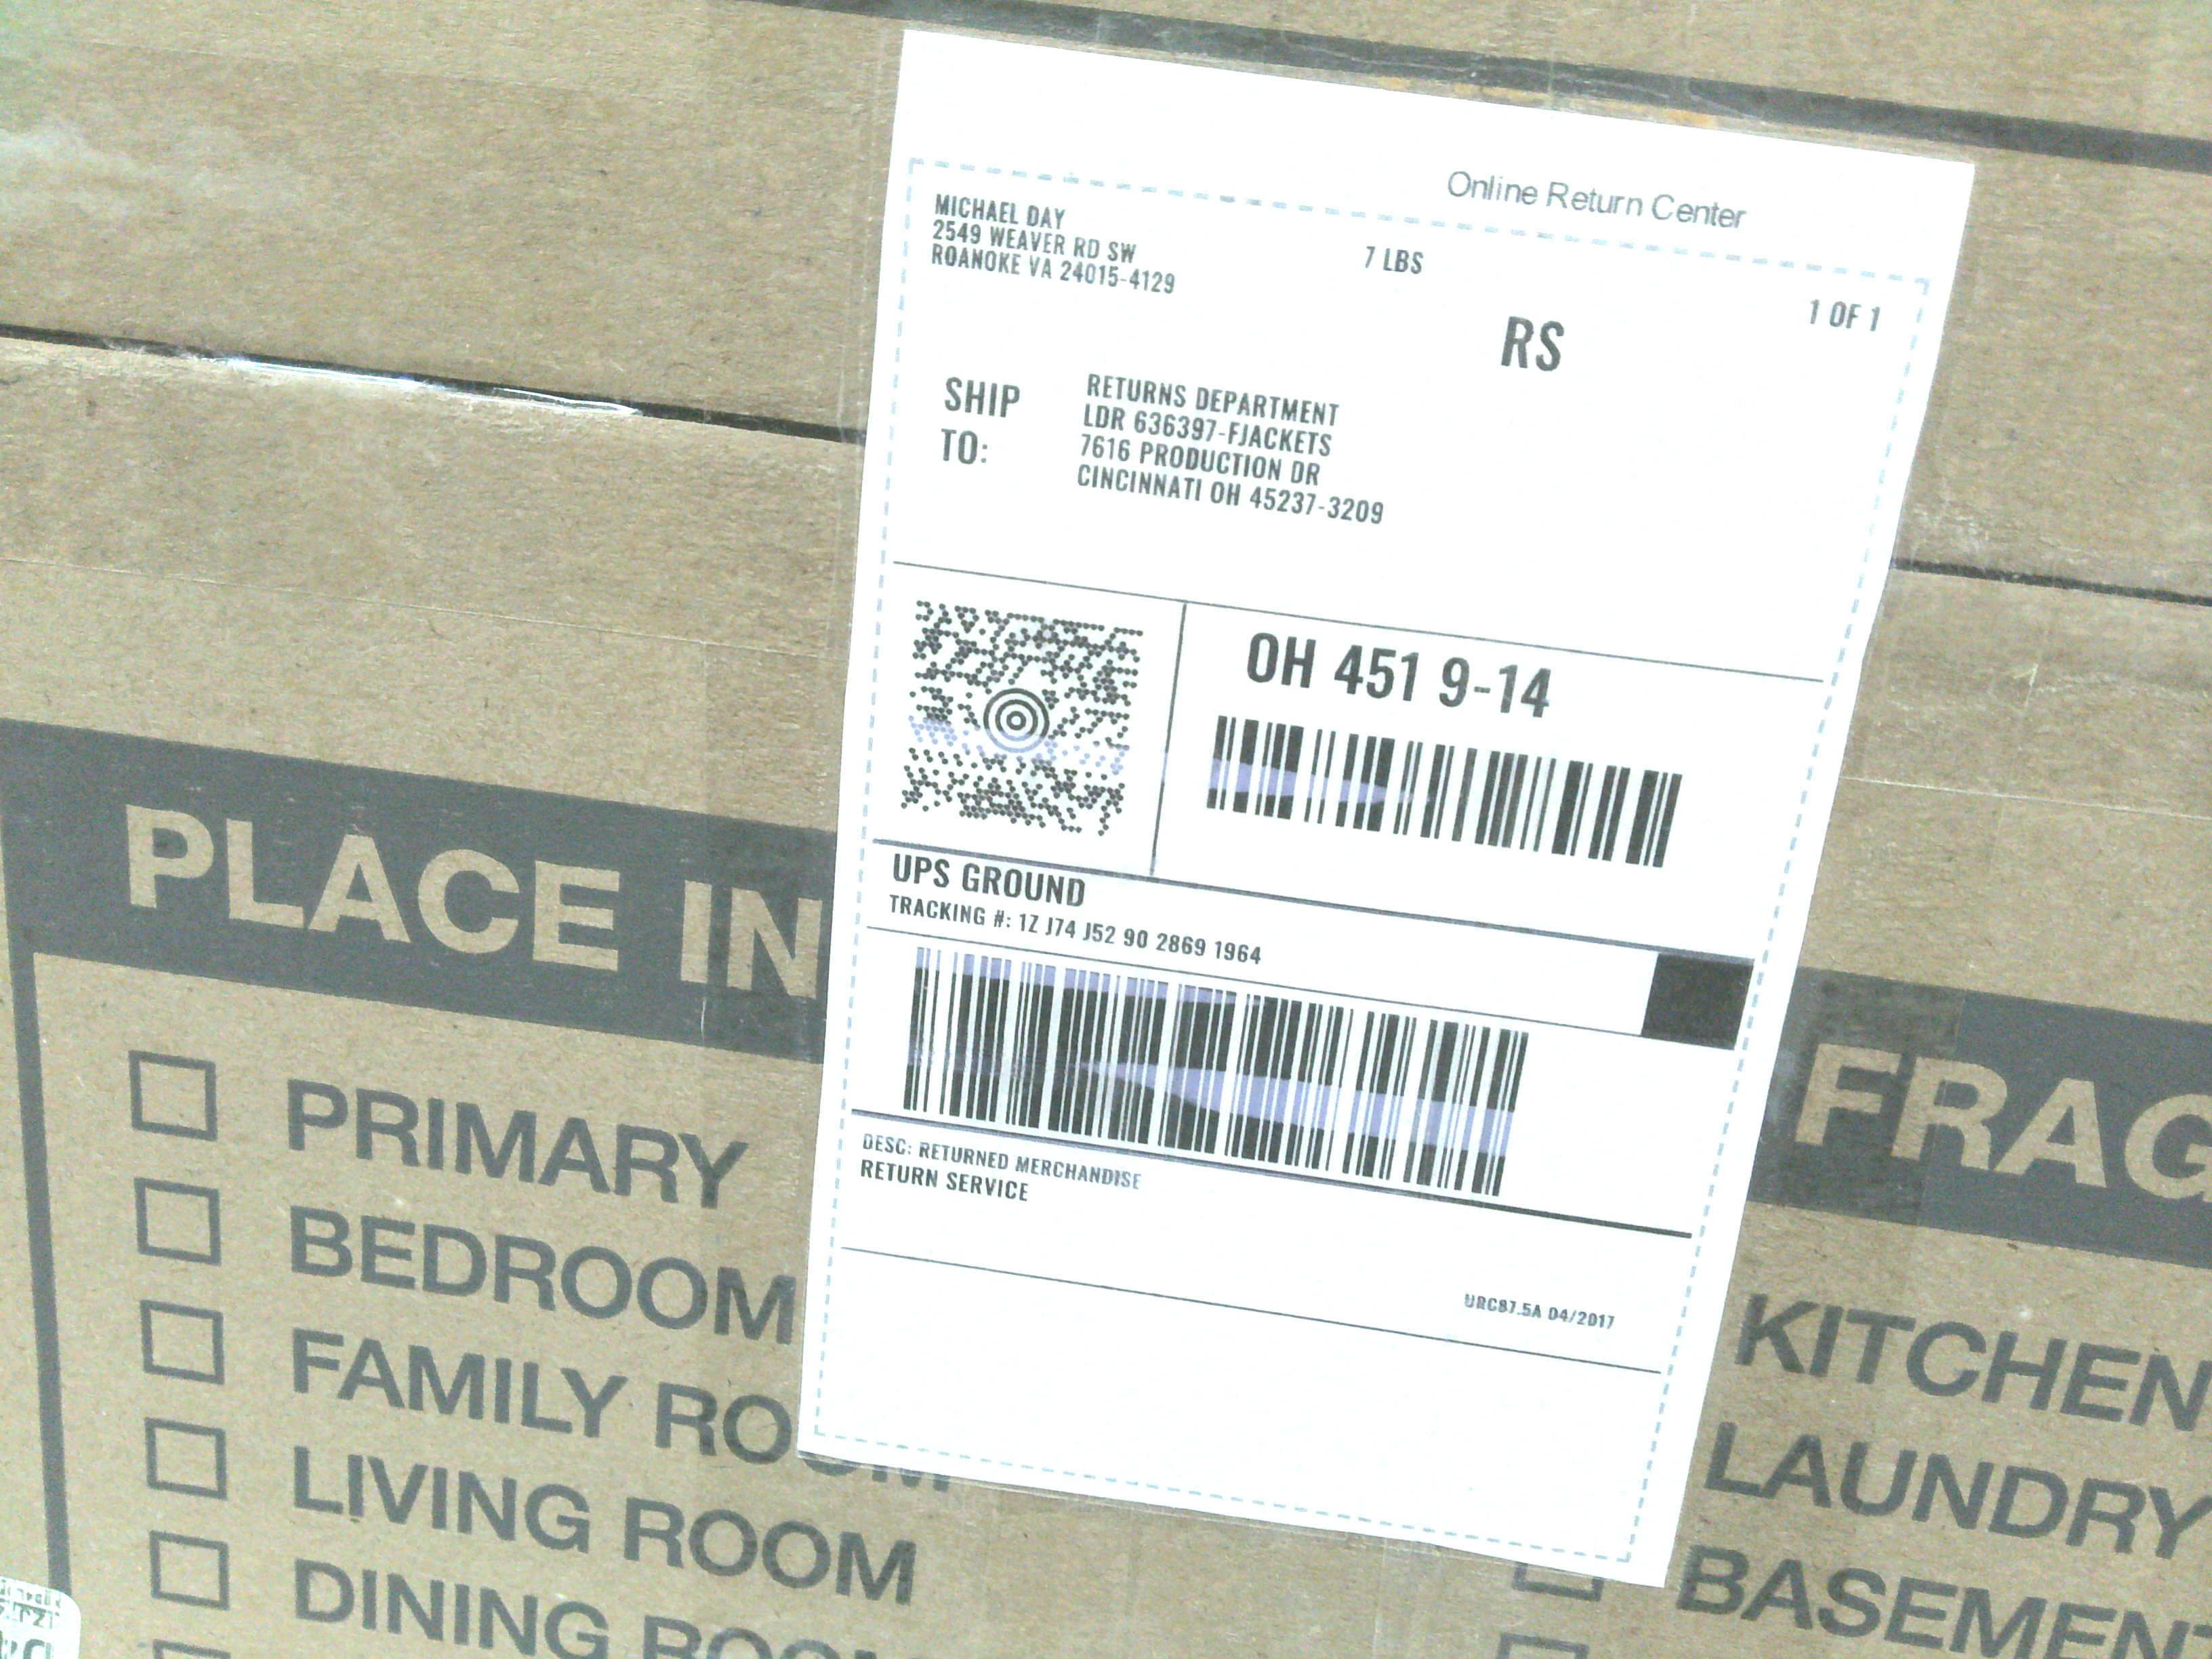 Online Return Center
MICHAEL DAY
2549 WEAVER RD SW
ROANOKE VA 24015-4129
7 LBS
1 OF 1
RS
SHIP
TO:
RETURNS DEPARTMENT
LDR 636397-FJACKETS
7616 PRODUCTION DR
CINCINNATI OH 45237-3209
OH 451 9-14
UPS GROUND
TRACKING #: 1Z J74 J52 90 2869 1964
DESC: RETURNED MERCHANDISE
RETURN SERVICE
URC87.5A 04/2017
PLACE IN
PRIMARY
BEDROOM
FAMILY ROOM
LIVING ROOM
DINING ROOM
FRAG
KITCHEN
LAUNDRY
BASEMENT